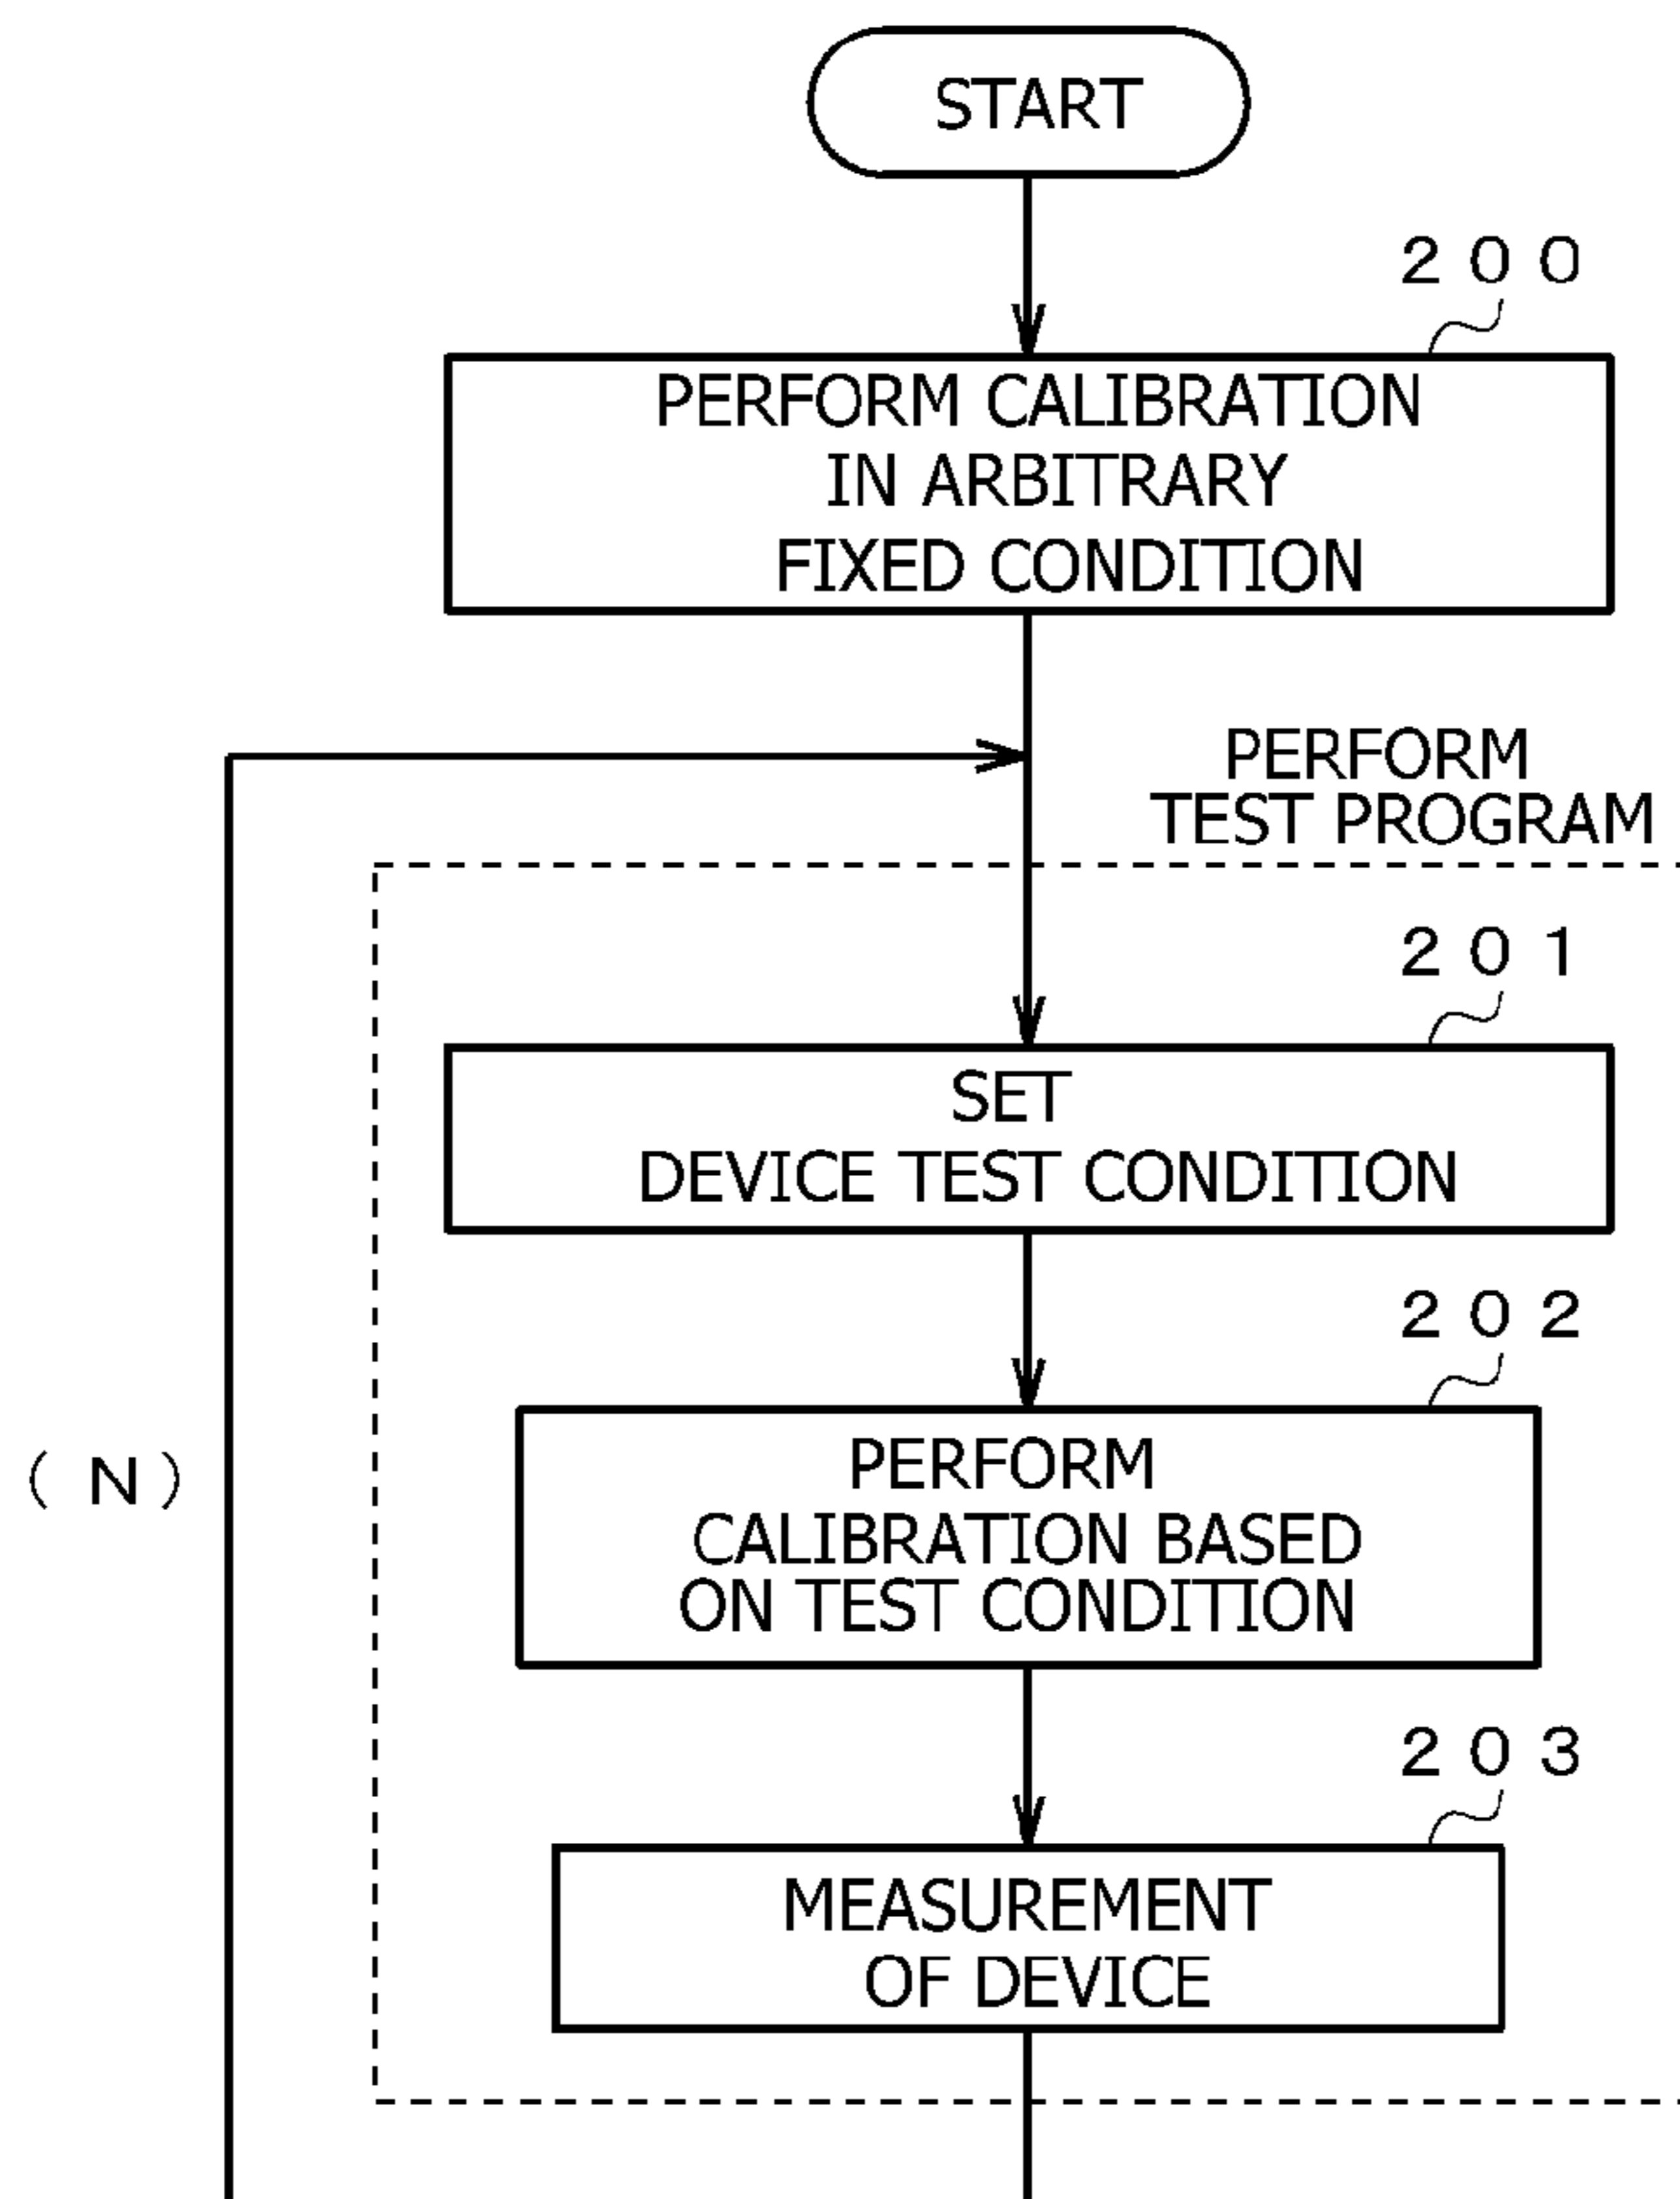 START
200
PERFORM CALIBRATION
IN ARBITRARY
FIXED CONDITION
PERFORM
TEST PROGRAM
201
SET
DEVICE TEST CONDITION
202
PERFORM
CALIBRATION BASED
ON TEST CONDITION
(N)
203
MEASUREMENT
OF DEVICE